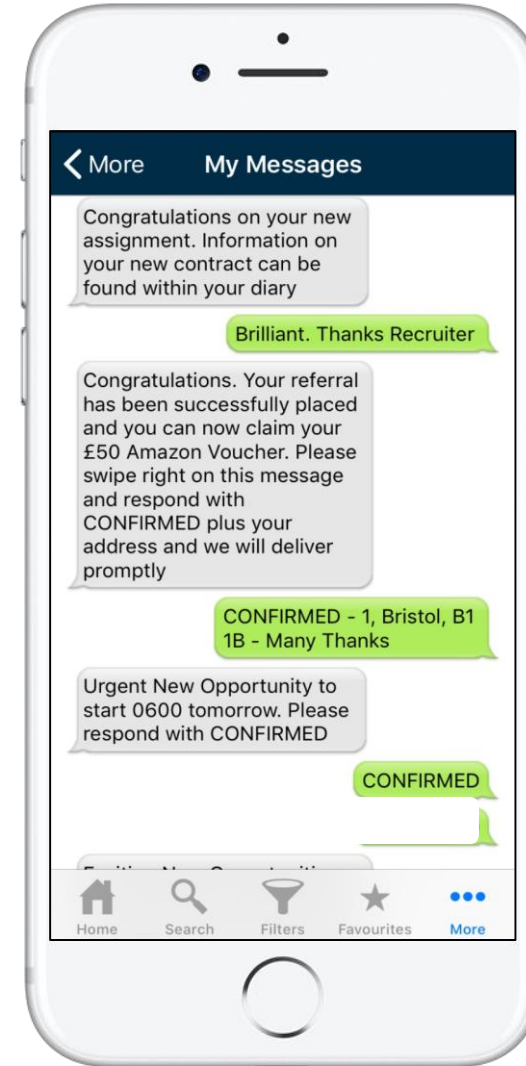 More
My Messages
Congratulations on your new
assignment. Information on
your new contract can be
found within your diary
Brilliant. Thanks Recruiter
Congratulations. Your referral
has been successfully placed
and you can now claim your
£50 Amazon Voucher. Please
swipe right on this message
and respond with
CONFIRMED plus your
address and we will deliver
promptly
CONFIRMED - 1, Bristol, B1
1B - Many Thanks
Urgent New Opportunity to
start 0600 tomorrow. Please
respond with CONFIRMED
CONFIRMED
Home Search Filters Favourites More